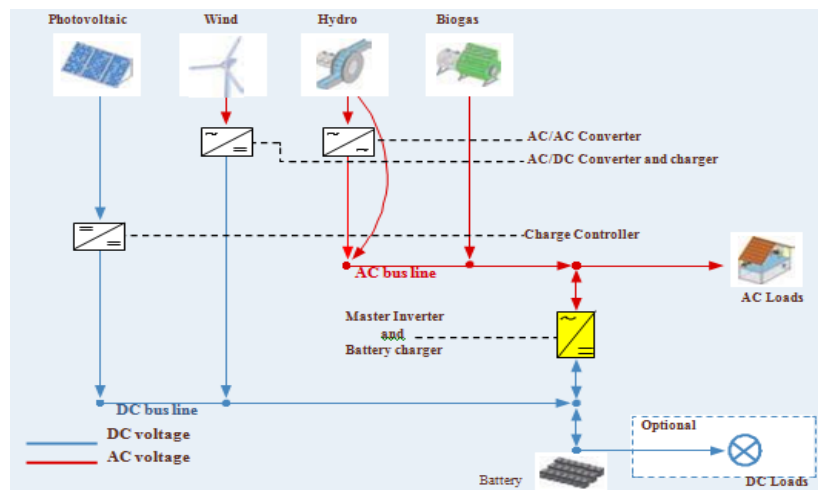 Photovoltaic Wind Hydro Biogas
AC/AC Converter
AC/DC Converter and charger
Charge Controller
AC bus line
AC Loads
Master Inverter
and
Battery charger
DC bus line
DC voltage
AC voltage
Optional
Battery
DC Loads